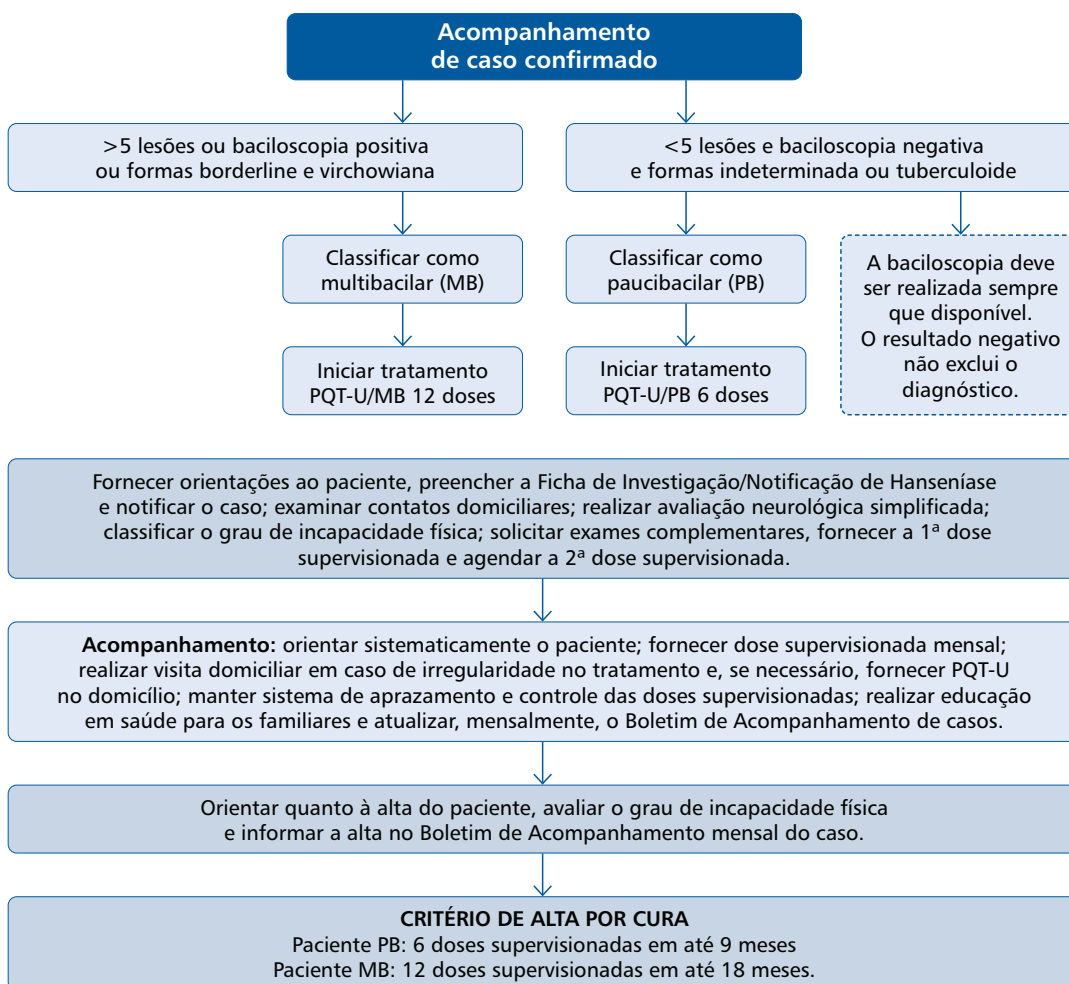 Acompanhamento
de caso confirmado
>5 lesões ou baciloscopia positiva
ou formas borderline e virchowiana
<5 lesões e baciloscopia negativa
e formas indeterminada ou tuberculoide
Classificar como
multibacilar (MB)
Classificar como
paucibacilar (PB)
A baciloscopia deve
ser realizada sempre
que disponível.
O resultado negativo
não exclui o
diagnóstico.
Iniciar tratamento
PQT-U/MB 12 doses
Iniciar tratamento
PQT-U/PB 6 doses
Fornecer orientações ao paciente, preencher a Ficha de Investigação/Notificação de Hanseníase
e notificar o caso; examinar contatos domiciliares; realizar avaliação neurológica simplificada;
classificar o grau de incapacidade física; solicitar exames complementares, fornecer a 1ª dose
supervisionada e agendar a 2ª dose supervisionada.
Acompanhamento: orientar sistematicamente o paciente; fornecer dose supervisionada mensal;
realizar visita domiciliar em caso de irregularidade no tratamento e, se necessário, fornecer PQT-U
no domicílio; manter sistema de aprazamento e controle das doses supervisionadas; realizar educação
em saúde para os familiares e atualizar, mensalmente, o Boletim de Acompanhamento de casos.
Orientar quanto à alta do paciente, avaliar o grau de incapacidade física
e informar a alta no Boletim de Acompanhamento mensal do caso.
CRITÉRIO DE ALTA POR CURA
Paciente PB: 6 doses supervisionadas em até 9 meses
Paciente MB: 12 doses supervisionadas em até 18 meses.